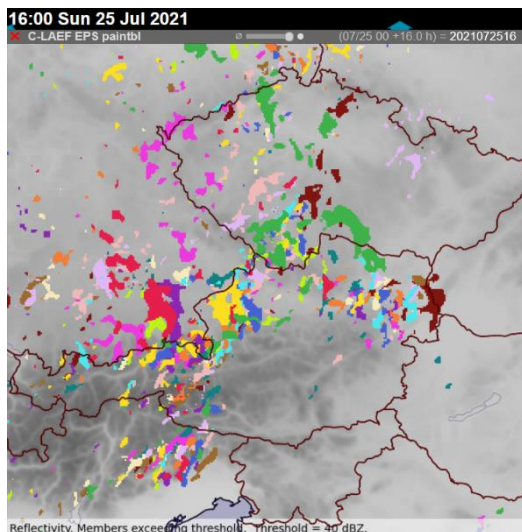 16:00 Sun 25 Jul 2021
C-LAEF EPS paintbl (07/25 00 +16.0 h) = 2021072516
Reflectivity. Members exceeding threshold. Threshold = 40 dBZ.